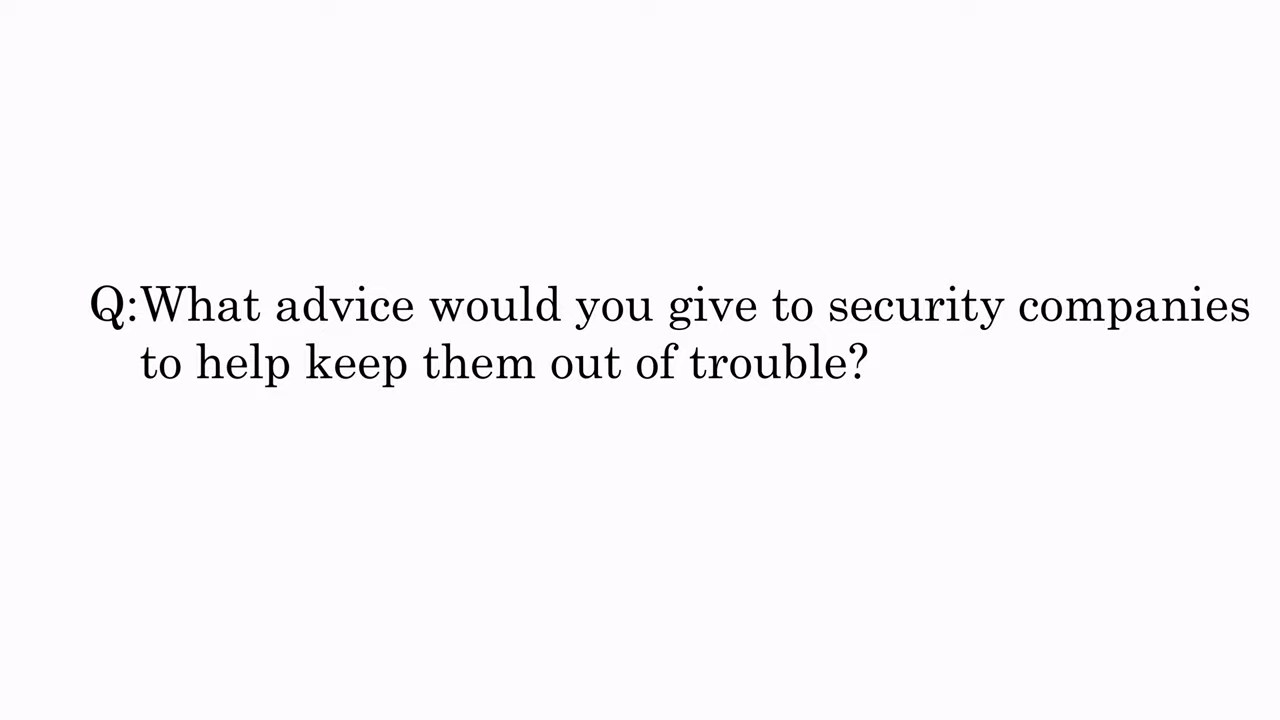 Q:What advice would you give to security companies
to help keep them out of trouble?